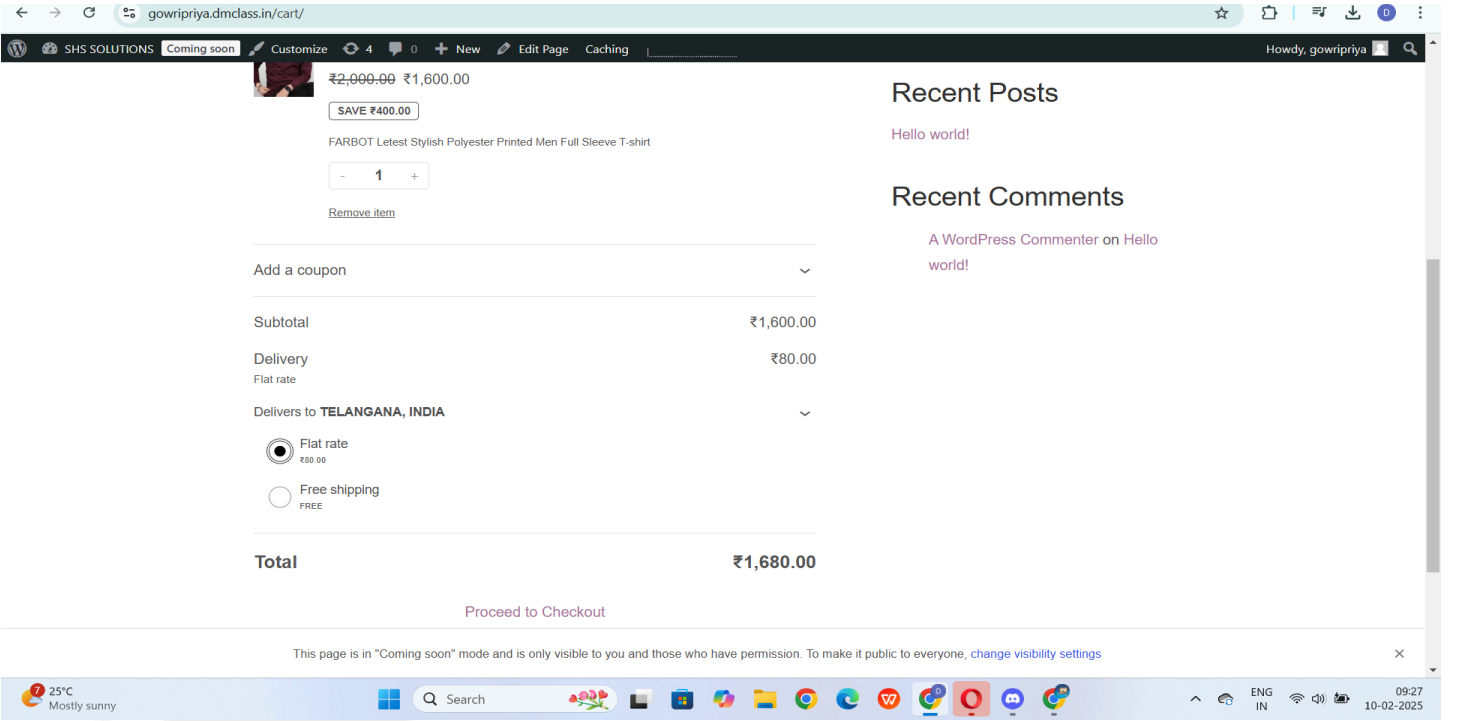 gowripriya.dmclass.in/cart/
D
SHS SOLUTIONS Coming soon Customize 4 0 New Edit Page Caching Howdy, gowripriya
₹2,000.00 ₹1,600.00
SAVE ₹400.00
FARBOT Letest Stylish Polyester Printed Men Full Sleeve T-shirt
- 1 +
Remove item
Add a coupon
Subtotal ₹1,600.00
Delivery ₹80.00
Flat rate
Delivers to TELANGANA, INDIA
Flat rate
₹80.00
Free shipping
FREE
Total ₹1,680.00
Proceed to Checkout
Recent Posts
Hello world!
Recent Comments
A WordPress Commenter on Hello
world!
This page is in "Coming soon" mode and is only visible to you and those who have permission. To make it public to everyone, change visibility settings
7
25°C
Mostly sunny
Search
D
ENG
IN
09:27
10-02-2025